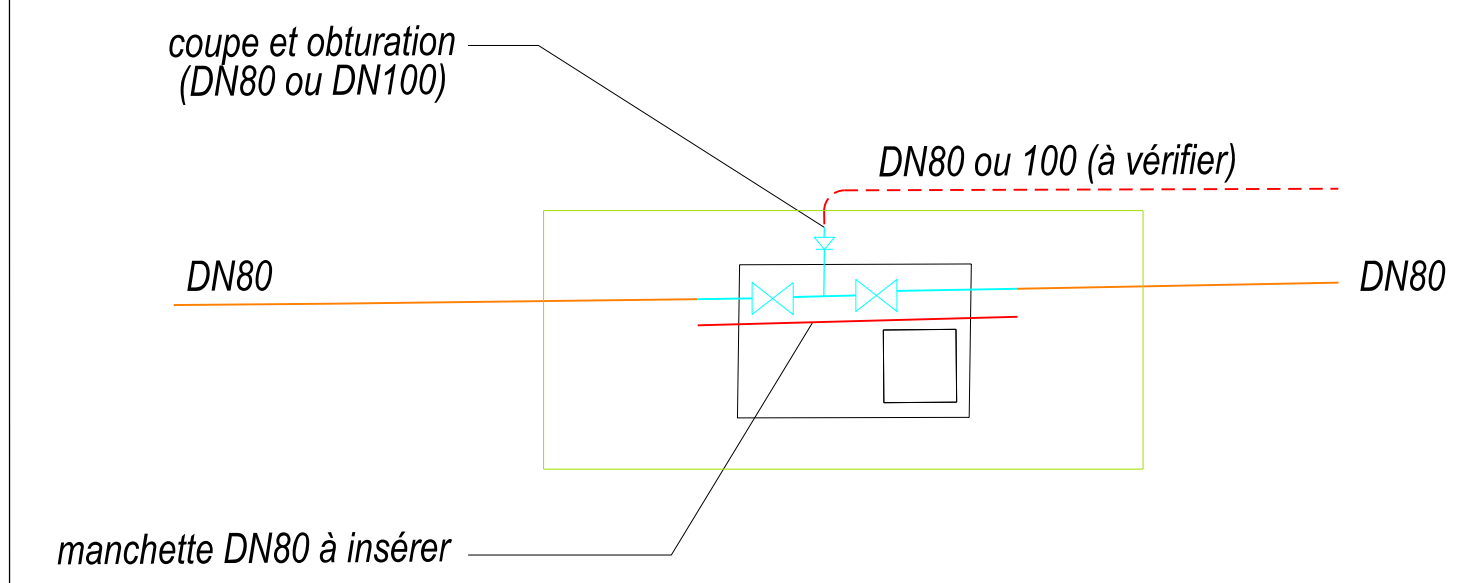 coupe et obturation
(DN80 ou DN100)
DN80 ou 100 (à vérifier)
DN80
DN80
manchette DN80 à insérer